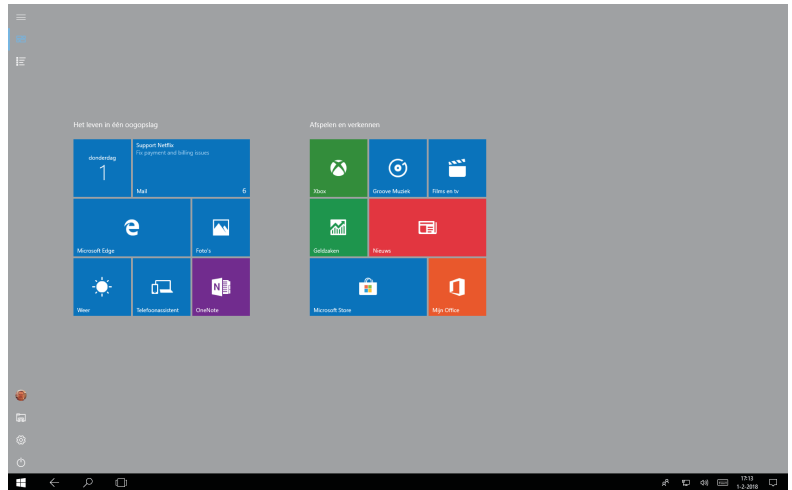 Het leven in één oogopslag
Afspelen en verkennen
donderdag
1
Support Netflix
Fix payment and billing issues
Mail
6
Xbox
Groove Muziek
Films en tv
Microsoft Edge
Foto's
Geldzaken
Nieuws
Weer
Telefoonassistent
OneNote
Microsoft Store
Mijn Office
17:13
1-2-2018